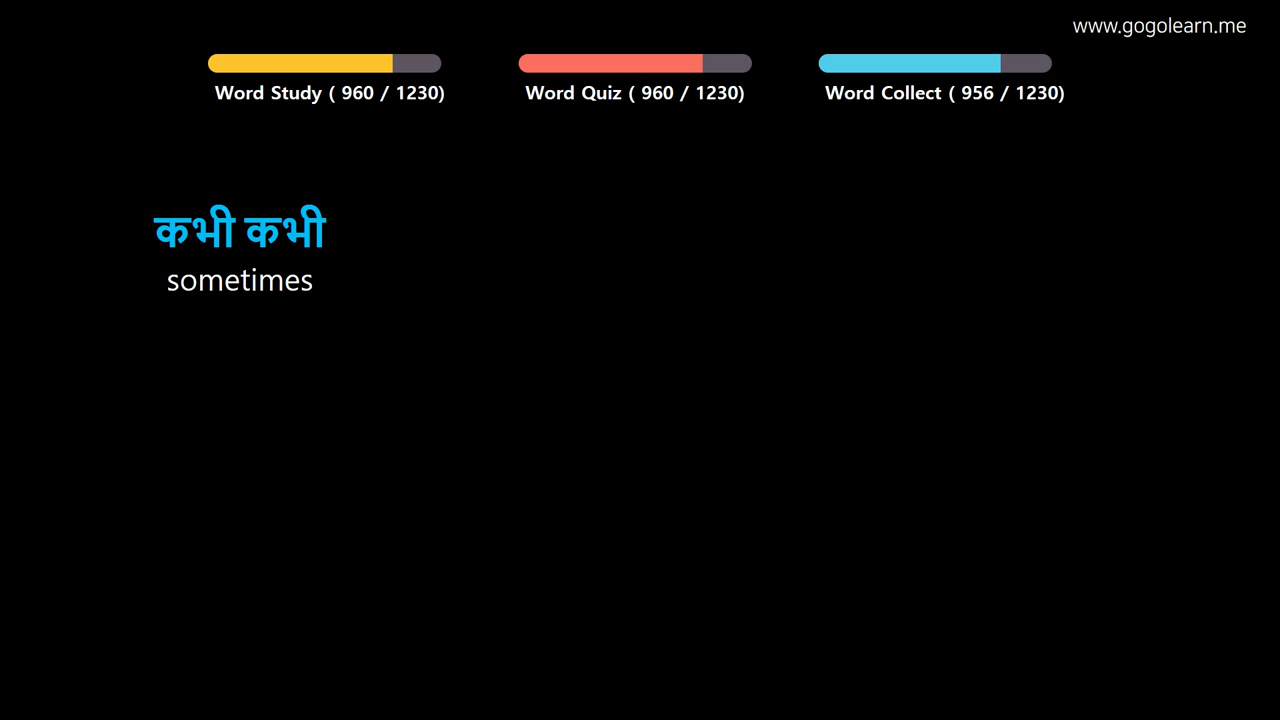 www.gogolearn.me
Word Study ( 960 / 1230)
Word Quiz ( 960 / 1230)
Word Collect ( 956 / 1230)
कभी कभी
sometimes